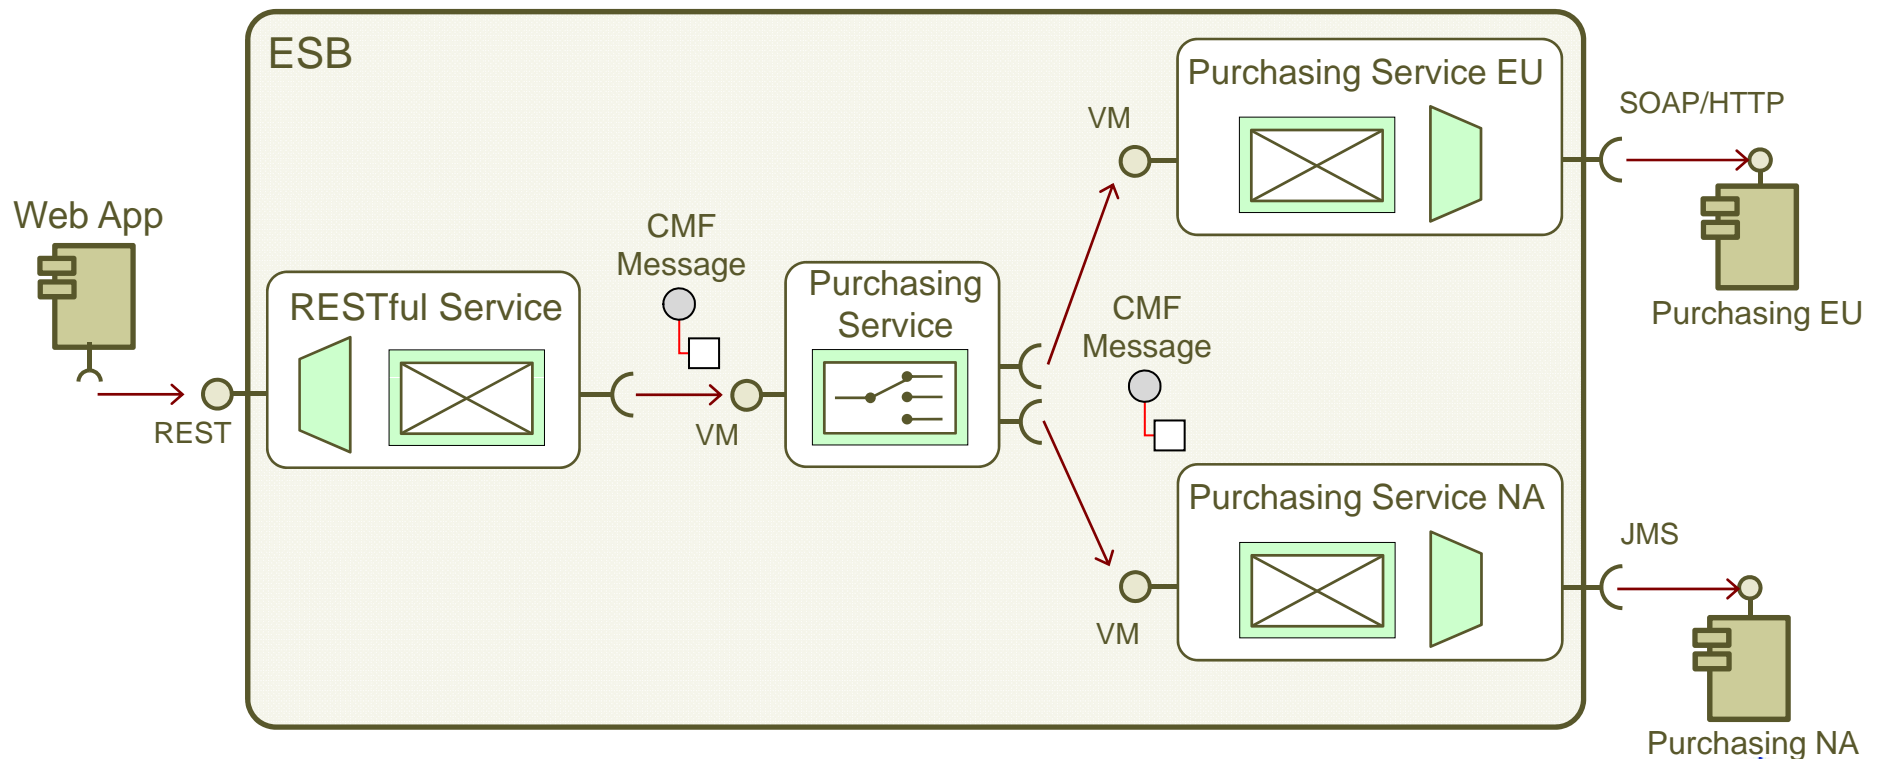 ESB
Web App
REST
RESTful Service
CMF
Message
VM
Purchasing
Service
VM
CMF
Message
VM
Purchasing Service EU
Purchasing Service NA
SOAP/HTTP
Purchasing EU
JMS
Purchasing NA